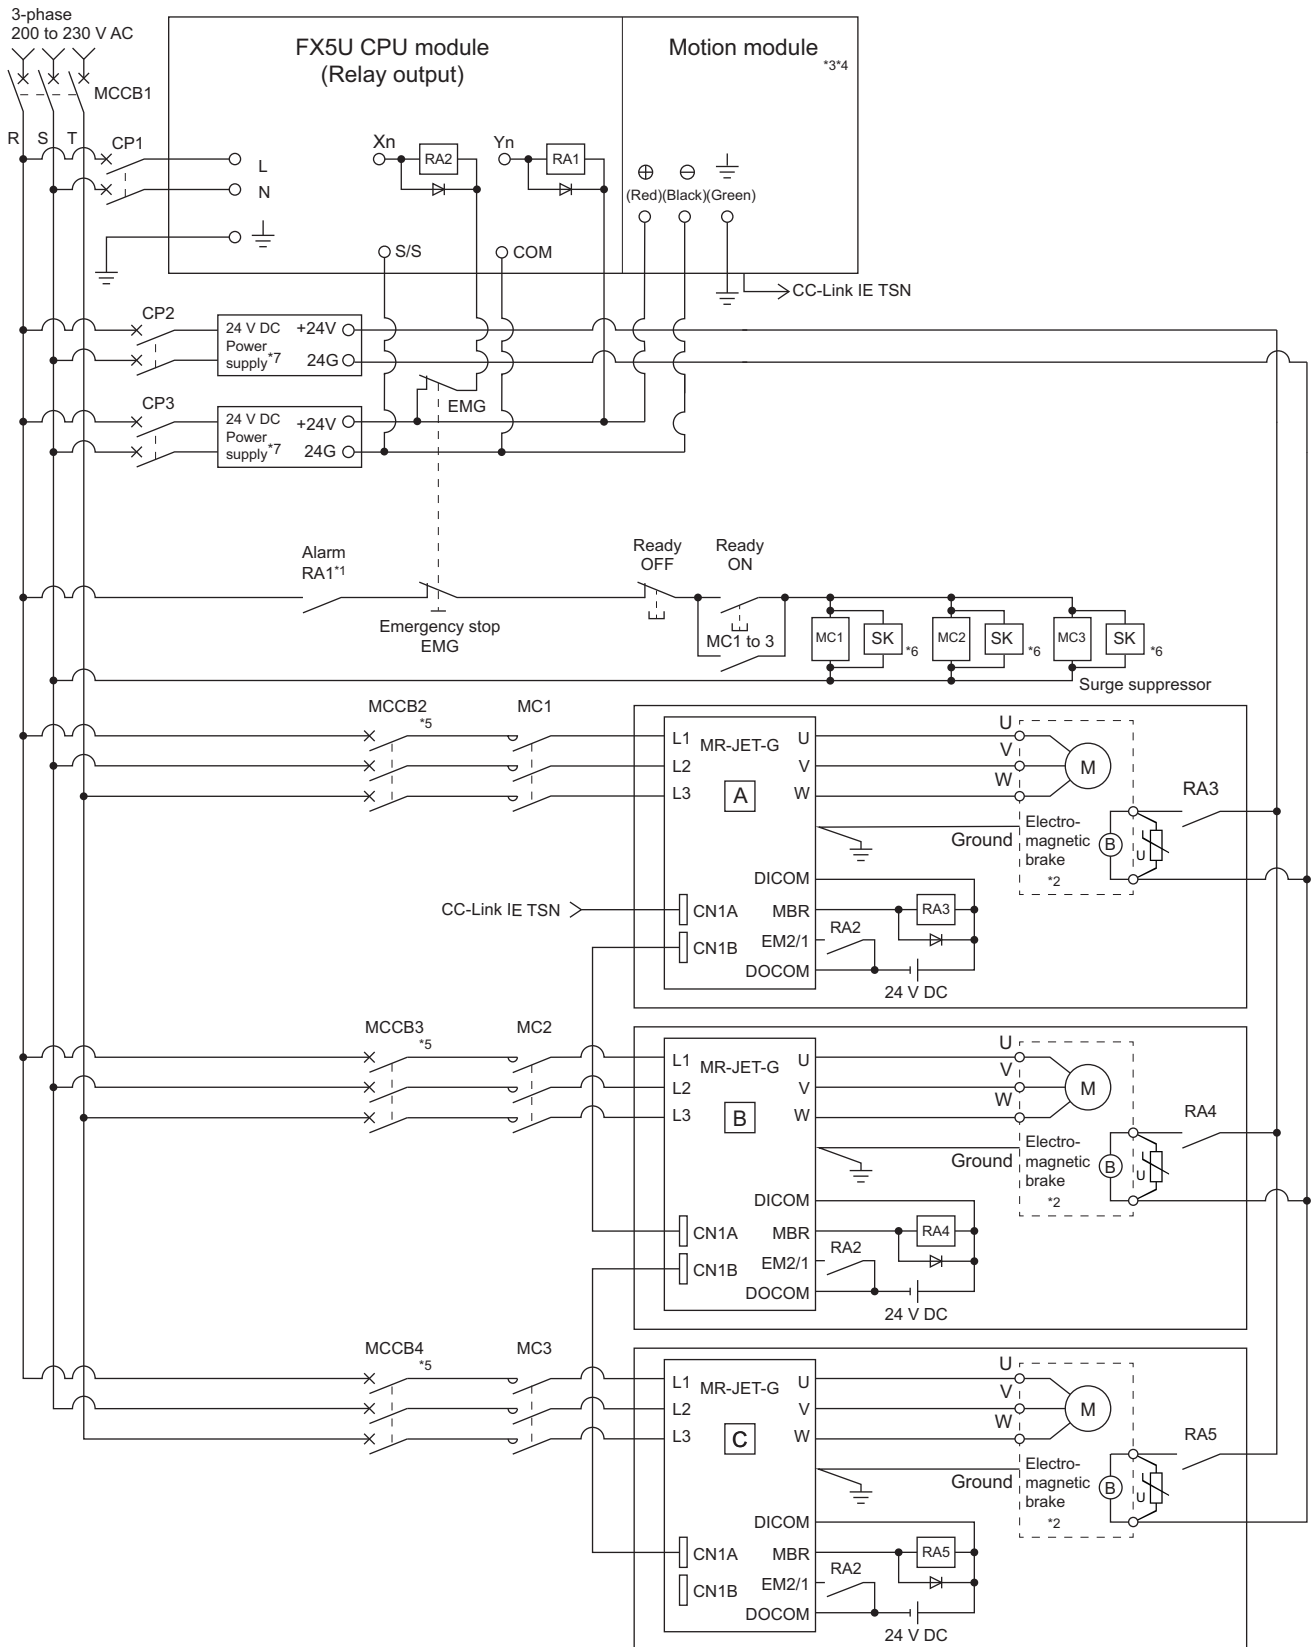 3-phase
200 to 230 V AC
FX5U CPU module
(Relay output)
Motion module
*3*4
MCCB1
R
S
T
CP1
L
N
Xn
RA2
Yn
RA1
(Red)
(Black)
(Green)
S/S
COM
CC-Link IE TSN
CP2
24 V DC
Power
supply*7
+24V
24G
EMG
CP3
24 V DC
Power
supply*7
+24V
24G
Alarm
RA1*1
Emergency stop
EMG
Ready
OFF
Ready
ON
MC1 to 3
MC1
SK
*6
MC2
SK
*6
MC3
SK
*6
Surge suppressor
MCCB2
*5
MC1
L1
L2
L3
MR-JET-G
A
U
V
W
U
V
W
M
Ground
Electro-
magnetic
brake
*2
B
U
RA3
CC-Link IE TSN
CN1A
CN1B
DICOM
MBR
EM2/1
DOCOM
RA3
RA2
24 V DC
MCCB3
*5
MC2
L1
L2
L3
MR-JET-G
B
U
V
W
U
V
W
M
Ground
Electro-
magnetic
brake
*2
B
U
RA4
CN1A
CN1B
DICOM
MBR
EM2/1
DOCOM
RA4
RA2
24 V DC
MCCB4
*5
MC3
L1
L2
L3
MR-JET-G
C
U
V
W
U
V
W
M
Ground
Electro-
magnetic
brake
*2
B
U
RA5
CN1A
CN1B
DICOM
MBR
EM2/1
DOCOM
RA5
RA2
24 V DC